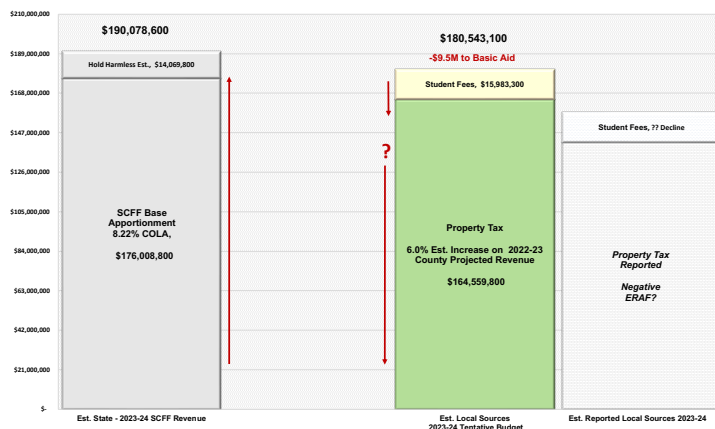 $210,000,000
$189,000,000
$168,000,000
$147,000,000
$126,000,000
$105,000,000
$84,000,000
$63,000,000
$42,000,000
$21,000,000
$-
$190,078,600
Hold Harmless Est., $14,069,800
SCFF Base
Apportionment
8.22% COLA,
$176,008,800
Est. State - 2023-24 SCFF Revenue
$180,543,100
-$9.5M to Basic Aid
Student Fees, $15,983,300
?
Property Tax
6.0% Est. Increase on 2022-23
County Projected Revenue
$164,559,800
Est. Local Sources
2023-24 Tentative Budget
Student Fees, ?? Decline
Property Tax
Reported
Negative
ERAF?
Est. Reported Local Sources 2023-24